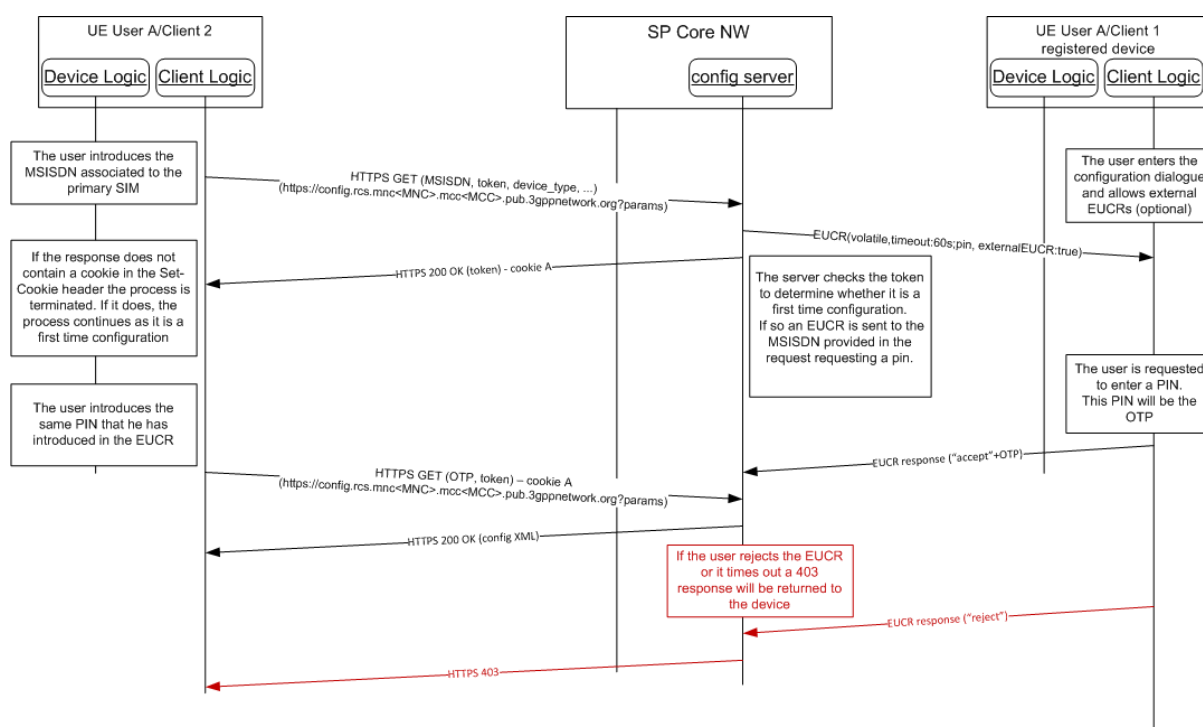 UE User A/Client 2
Device Logic
Client Logic
SP Core NW
config server
UE User A/Client 1
registered device
Device Logic
Client Logic
The user introduces the
MSISDN associated to the
primary SIM
HTTPS GET (MSISDN, token, device_type, ...)
(https://config.rcs.mnc<MNC>.mcc<MCC>.pub.3gppnetwork.org?params)
The user enters the
configuration dialogue
and allows external
EUCRs (optional)
EUCR(volatile,timeout:60s;pin, externalEUCR:true)
If the response does not
contain a cookie in the Set-
Cookie header the process is
terminated. If it does, the
process continues as it is a
first time configuration
HTTPS 200 OK (token) - cookie A
The server checks the token
to determine whether it is a
first time configuration.
If so an EUCR is sent to the
MSISDN provided in the
request requesting a pin.
The user is requested
to enter a PIN.
This PIN will be the
OTP
The user introduces the
same PIN that he has
introduced in the EUCR
EUCR response (“accept”+OTP)
HTTPS GET (OTP, token) – cookie A
(https://config.rcs.mnc<MNC>.mcc<MCC>.pub.3gppnetwork.org?params)
HTTPS 200 OK (config XML)
If the user rejects the EUCR
or it times out a 403
response will be returned to
the device
EUCR response (“reject”)
HTTPS 403